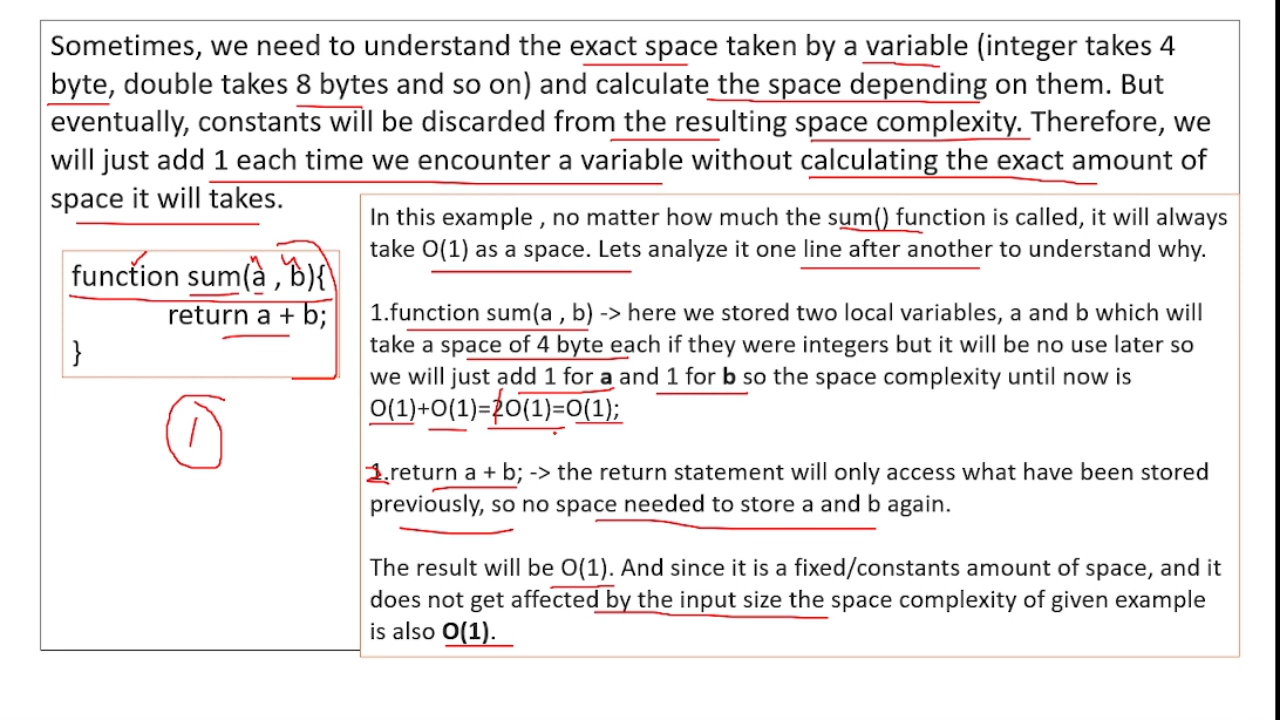 Sometimes, we need to understand the exact space taken by a variable (integer takes 4
byte, double takes 8 bytes and so on) and calculate the space depending on them. But
eventually, constants will be discarded from the resulting space complexity. Therefore, we
will just add 1 each time we encounter a variable without calculating the exact amount of
space it will takes.
function sum(a , b){
return a + b;
}
1
In this example , no matter how much the sum() function is called, it will always
take O(1) as a space. Lets analyze it one line after another to understand why.
1.function sum(a , b) -> here we stored two local variables, a and b which will
take a space of 4 byte each if they were integers but it will be no use later so
we will just add 1 for a and 1 for b so the space complexity until now is
O(1)+O(1)=2O(1)=O(1);
1.return a + b; -> the return statement will only access what have been stored
previously, so no space needed to store a and b again.
The result will be O(1). And since it is a fixed/constants amount of space, and it
does not get affected by the input size the space complexity of given example
is also O(1).